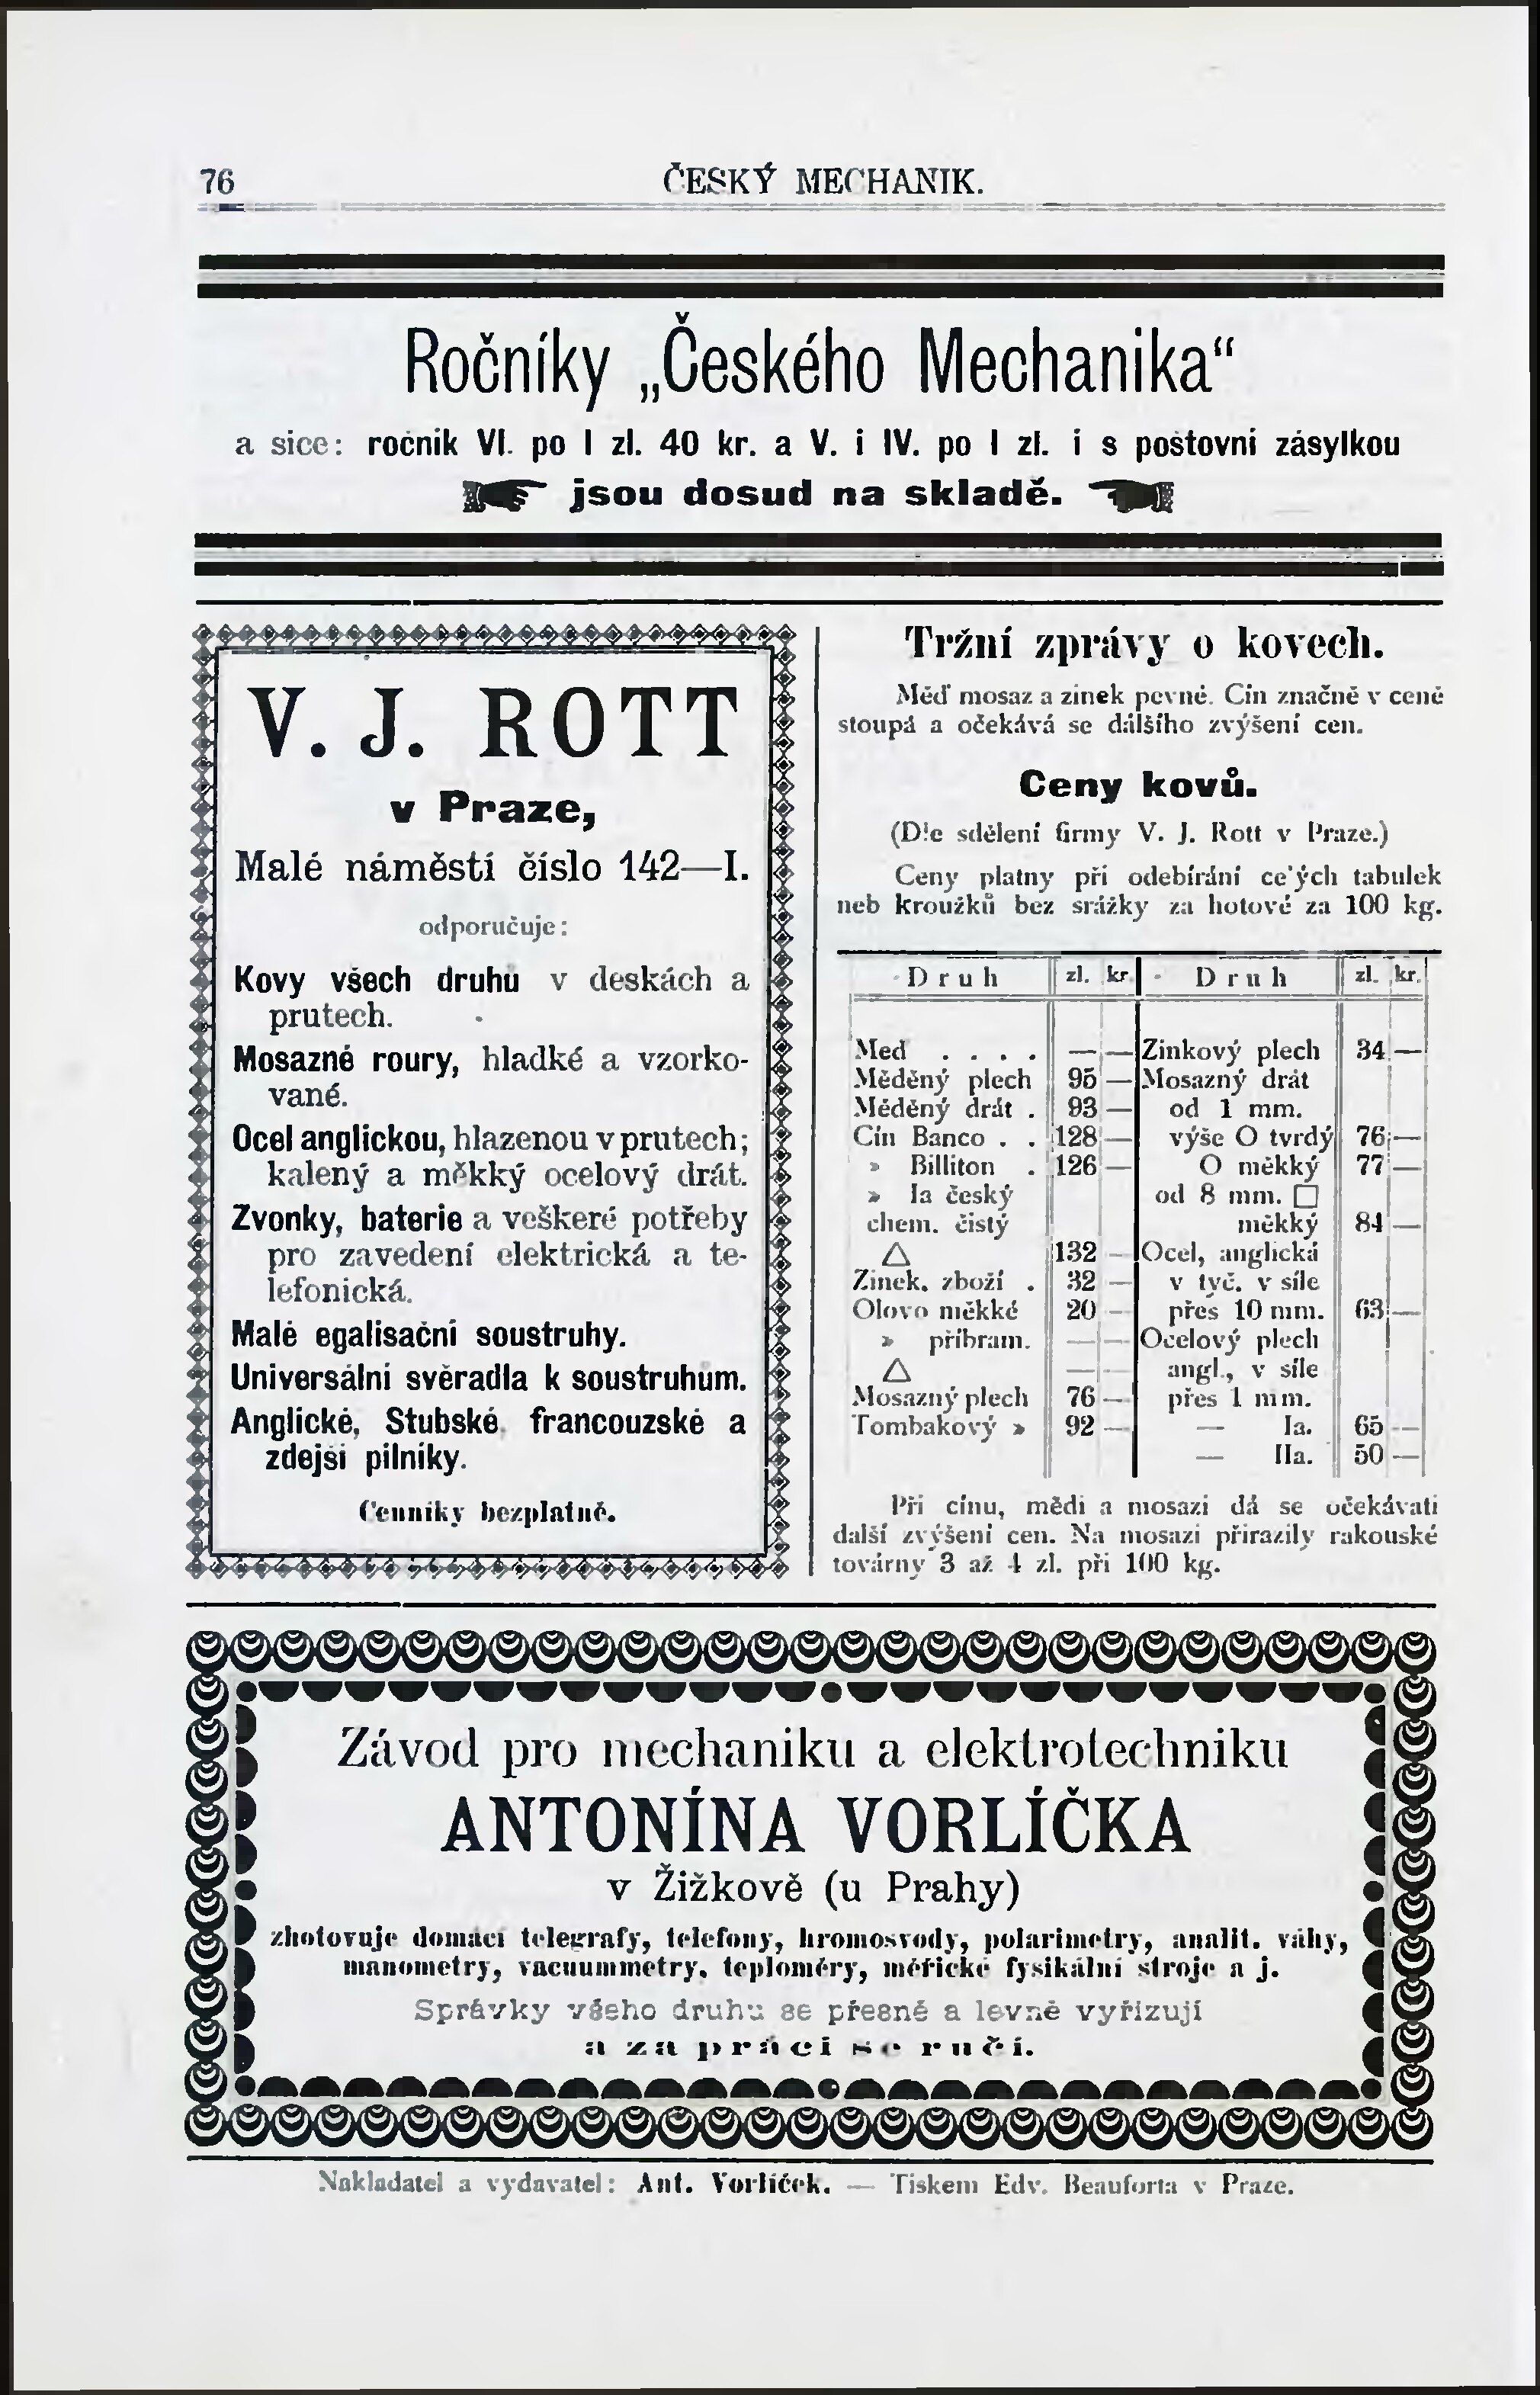 76
ČESKÝ MECHANIK.
Ročníky „Českého Mechanika“
a sice: ročník VI. po 1 zl. 40 kr. a V. i IV. po 1 zl. i s poštovní zásylkou
jsou dosud na skladě.
V. J. ROTT
v Praze,
Malé náměstí číslo 142—I.
odporučuje:
Kovy všech druhů v deskách a
prutech.
Mosazné roury, hladké a vzorko-
vané.
Ocel anglickou, hlazenou v prutech;
kalený a měkký ocelový drát.
Zvonky, baterie a veškeré potřeby
pro zavedení elektrická a te-
lefonická.
Malé egalisační soustruhy.
Universální svěradla k soustruhum.
Anglické, Stubské, francouzské a
zdejší pilníky.
Cenníky bezplatně.
Tržní zprávy o kovech.
Měď mosaz a zinek pevné. Cín značně v ceně
stoupá a očekává se dalšího zvýšení cen.
Ceny kovů.
(Dle sdělení firmy V. J. Rott v Praze.)
Ceny platny při odebírání celých tabulek
neb kroužků bez srážky za hotové za 100 kg.
Druh zl. kr.
Měd . . . . — —
Měděný plech 95 —
Měděný drát . 93 —
Cín Banco . . 128 —
» Billiton . 126 —
» Ia český
chem. čistý
△ 132 —
Zinek. zboží . 32 —
Olovo měkké 20 —
» příbram. — —
△ — —
Mosazný plech 76 —
Tombakový » 92 —
Druh zl. kr.
Zinkový plech 34 —
Mosazný drát
od 1 mm.
výše O tvrdý 76 —
O měkký 77 —
od 8 mm. □
měkký 84 —
Ocel, anglická
v tyč. v síle
přes 10 mm. 63 —
Ocelový plech
angl., v síle
přes 1 mm.
— Ia. 65 —
— IIa. 50 —
Při cínu, mědi a mosazi dá se očekávati
další zvýšení cen. Na mosazi přirazily rakouské
továrny 3 až 4 zl. při 100 kg.
Závod pro mechaniku a elektrotechniku
ANTONÍNA VORLÍČKA
v Žižkově (u Prahy)
zhotovuje domácí telegrafy, telefony, hromosvody, polarimetry, analit. váhy,
manometry, vacuummetry, teploměry, měřické fysikální stroje a j.
Správky všeho druhu se přesně a levně vyřizují
a za práci se ručí.
Nakladatel a vydavatel: Ant. Vorlíček. — Tiskem Edv. Beauforta v Praze.